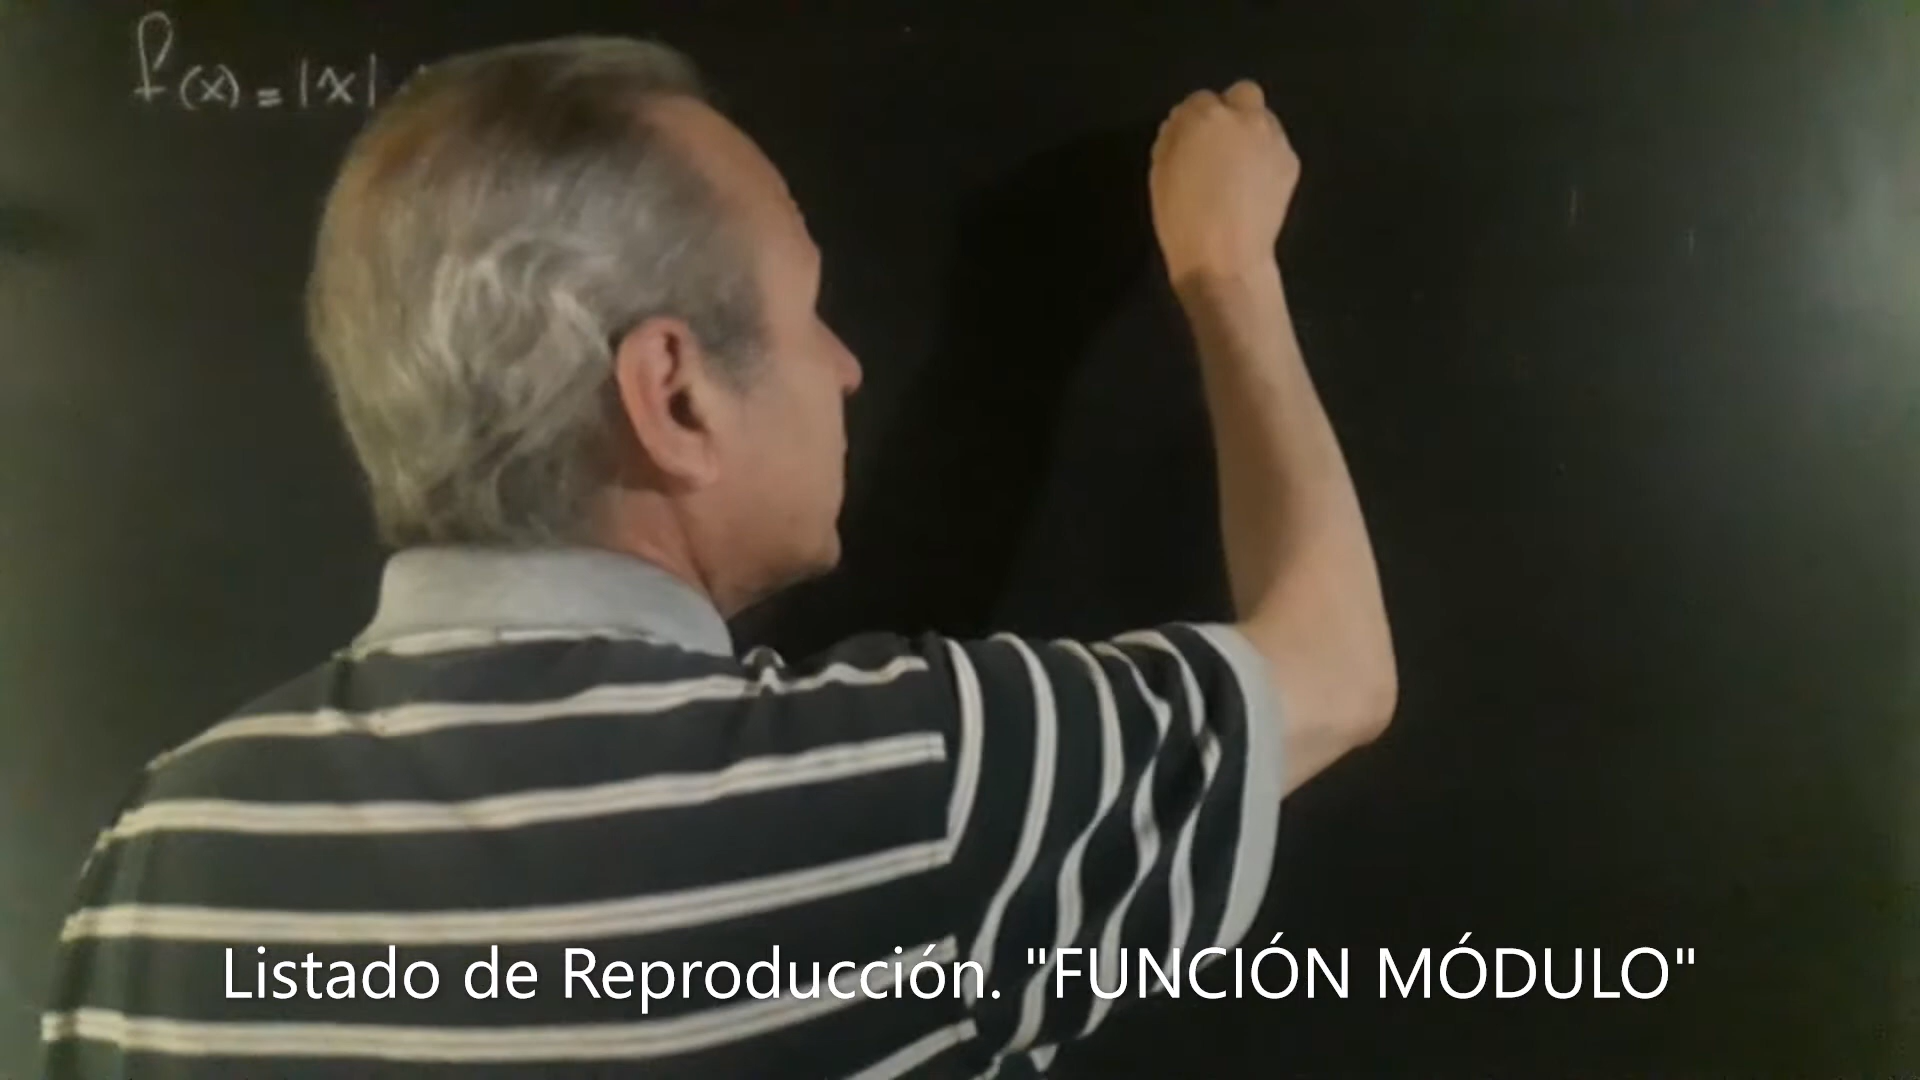 f(x) = |x|
Listado de Reproducción. "FUNCIÓN MÓDULO"